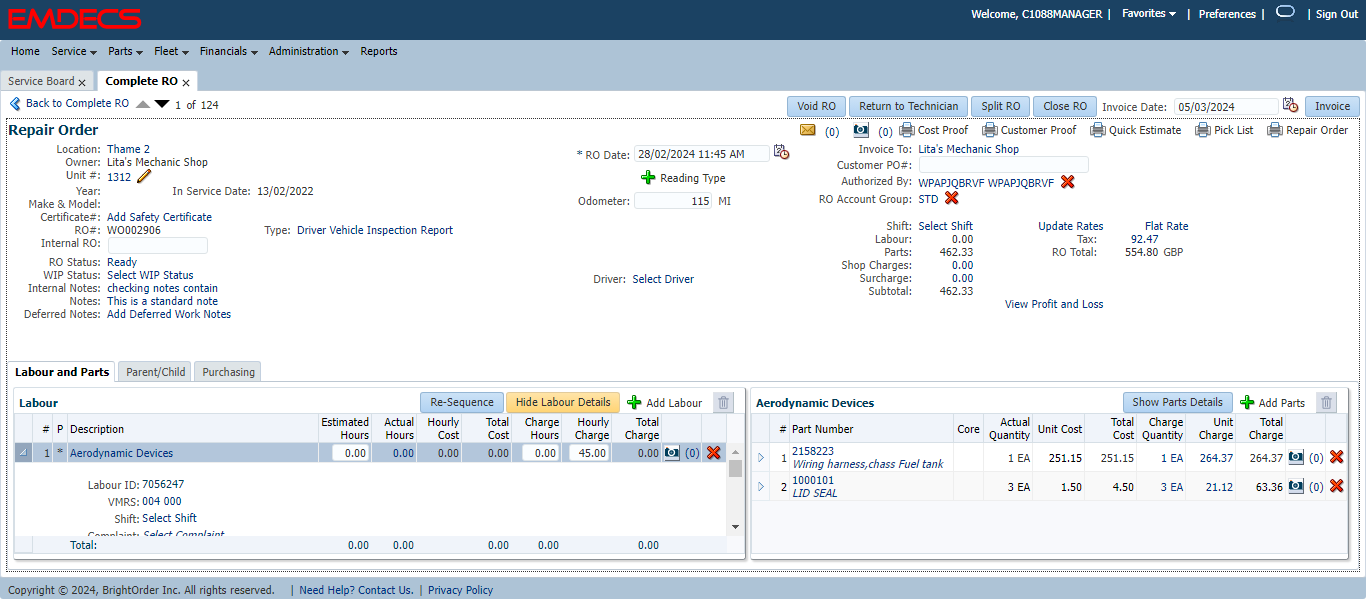 EMDECS
Welcome, C1088MANAGER | Favorites | Preferences | | Sign Out
Home Service Parts Fleet Financials Administration Reports
Service Board x Complete RO x
Back to Complete RO 1 of 124 Void RO Return to Technician Split RO Close RO Invoice Date: 05/03/2024 Invoice
Repair Order (0) (0) Cost Proof Customer Proof Quick Estimate Pick List Repair Order
Location: Thame 2
Owner: Lita's Mechanic Shop
Unit #: 1312
Year: In Service Date: 13/02/2022
Make & Model:
Certificate#: Add Safety Certificate
RO#: WO002906 Type: Driver Vehicle Inspection Report
Internal RO:
RO Status: Ready
WIP Status: Select WIP Status
Internal Notes: checking notes contain
Notes: This is a standard note
Deferred Notes: Add Deferred Work Notes
* RO Date: 28/02/2024 11:45 AM
Reading Type
Odometer: 115 MI
Driver: Select Driver
Invoice To: Lita's Mechanic Shop
Customer PO#:
Authorized By: WPAPJQBRVF WPAPJQBRVF
RO Account Group: STD
Shift: Select Shift Update Rates Flat Rate
Labour: 0.00 Tax: 92.47
Parts: 462.33 RO Total: 554.80 GBP
Shop Charges: 0.00
Surcharge: 0.00
Subtotal: 462.33
View Profit and Loss
Labour and Parts Parent/Child Purchasing
Labour Re-Sequence Hide Labour Details Add Labour
# P Description Estimated Hours Actual Hours Hourly Cost Total Cost Charge Hours Hourly Charge Total Charge
1 * Aerodynamic Devices 0.00 0.00 0.00 0.00 0.00 45.00 0.00 (0)
Labour ID: 7056247
VMRS: 004 000
Shift: Select Shift
Complaint: Select Complaint
Total: 0.00 0.00 0.00 0.00 0.00
Aerodynamic Devices Show Parts Details Add Parts
# Part Number Core Actual Quantity Unit Cost Total Cost Charge Quantity Unit Charge Total Charge
1 2158223 1 EA 251.15 251.15 1 EA 264.37 264.37 (0)
Wiring harness,chass Fuel tank
2 1000101 3 EA 1.50 4.50 3 EA 21.12 63.36 (0)
LID SEAL
Copyright © 2024, BrightOrder Inc. All rights reserved. | Need Help? Contact Us. | Privacy Policy